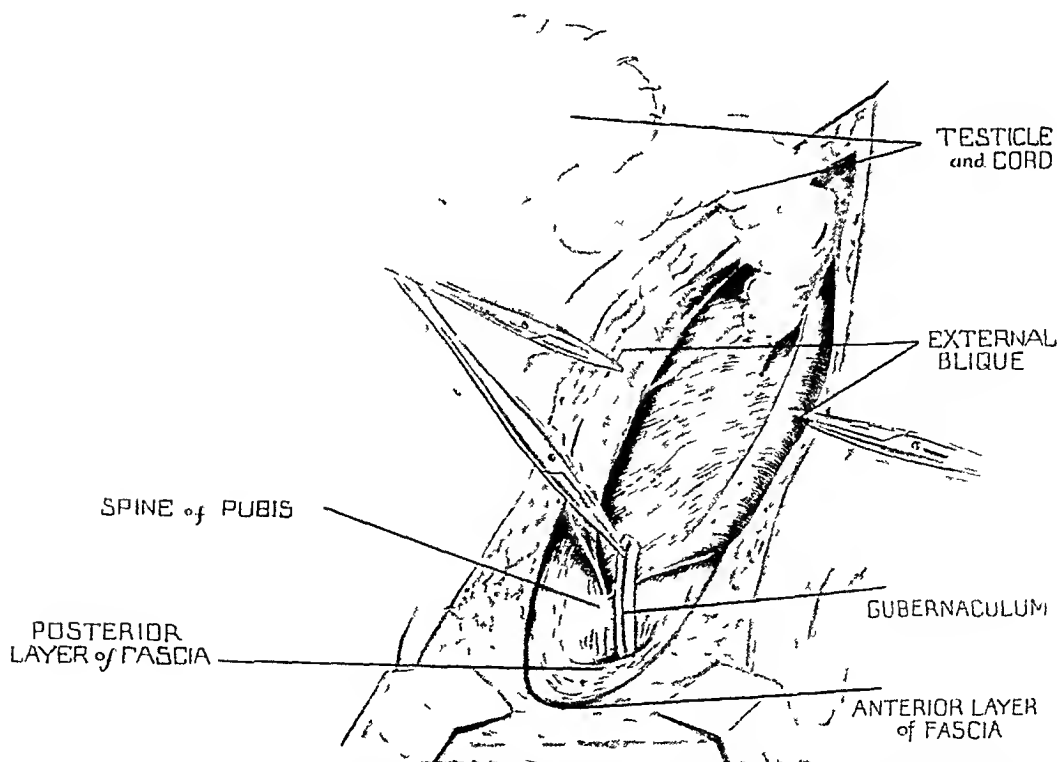 TESTICLE
and CORD
EXTERNAL
BLIQUE
SPINE of PUBIS
GUBERNACULUM
POSTERIOR
LAYER of FASCIA
ANTERIOR LAYER
of FASCIA